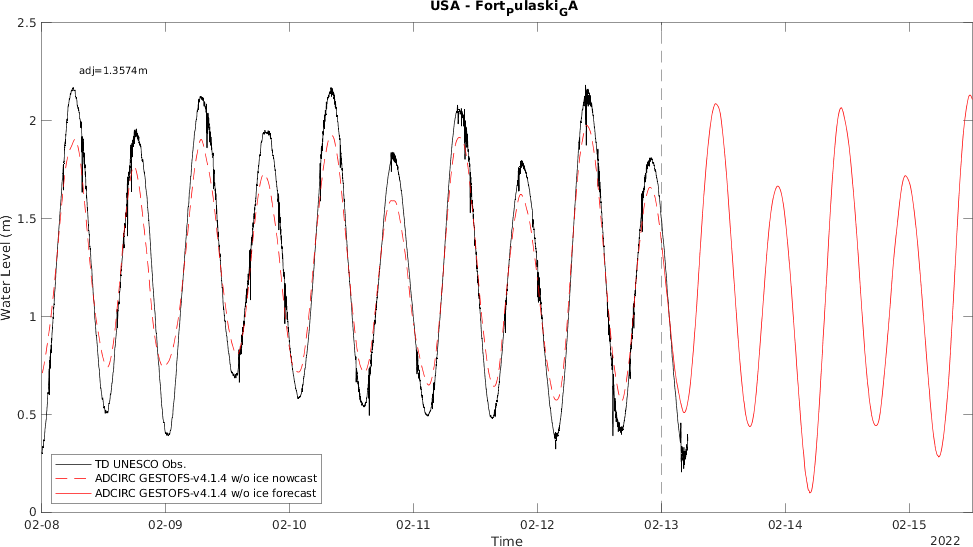 USA - FortPulaskiGA
2.5
adj=1.3574m
2
1.5
Water Level (m)
1
0.5
TD UNESCO Obs.
ADCIRC GESTOFS-v4.1.4 w/o ice nowcast
ADCIRC GESTOFS-v4.1.4 w/o ice forecast
0
02-08 02-09 02-10 02-11 02-12 02-13 02-14 02-15
Time
2022